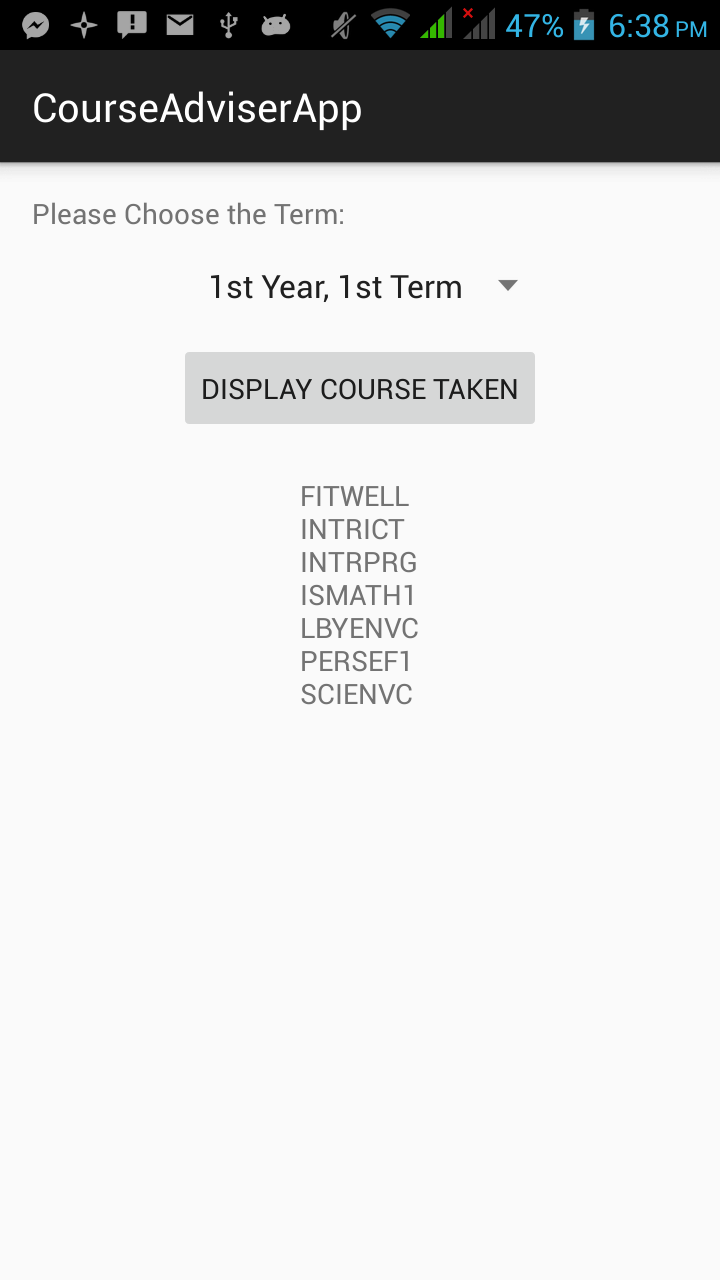 47% 6:38 PM
CourseAdviserApp
Please Choose the Term:
1st Year, 1st Term
DISPLAY COURSE TAKEN
FITWELL
INTRICT
INTRPRG
ISMATH1
LBYENVC
PERSEF1
SCIENVC